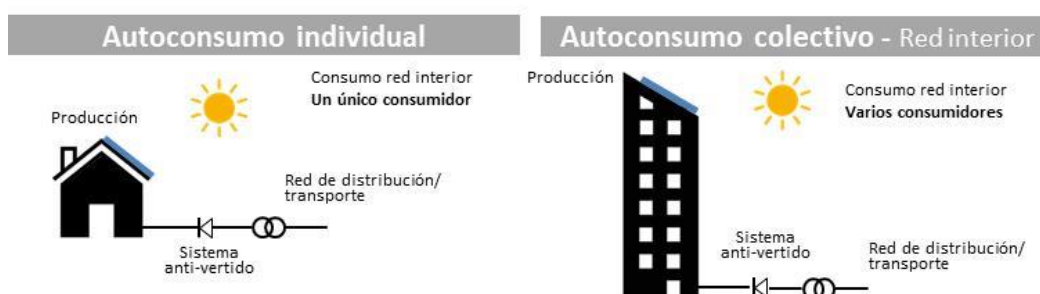 Autoconsumo individual
Consumo red interior
Un único consumidor
Producción
Red de distribución/
transporte
Sistema
anti-vertido
Autoconsumo colectivo - Red interior
Producción
Consumo red interior
Varios consumidores
Sistema
anti-vertido
Red de distribución/
transporte